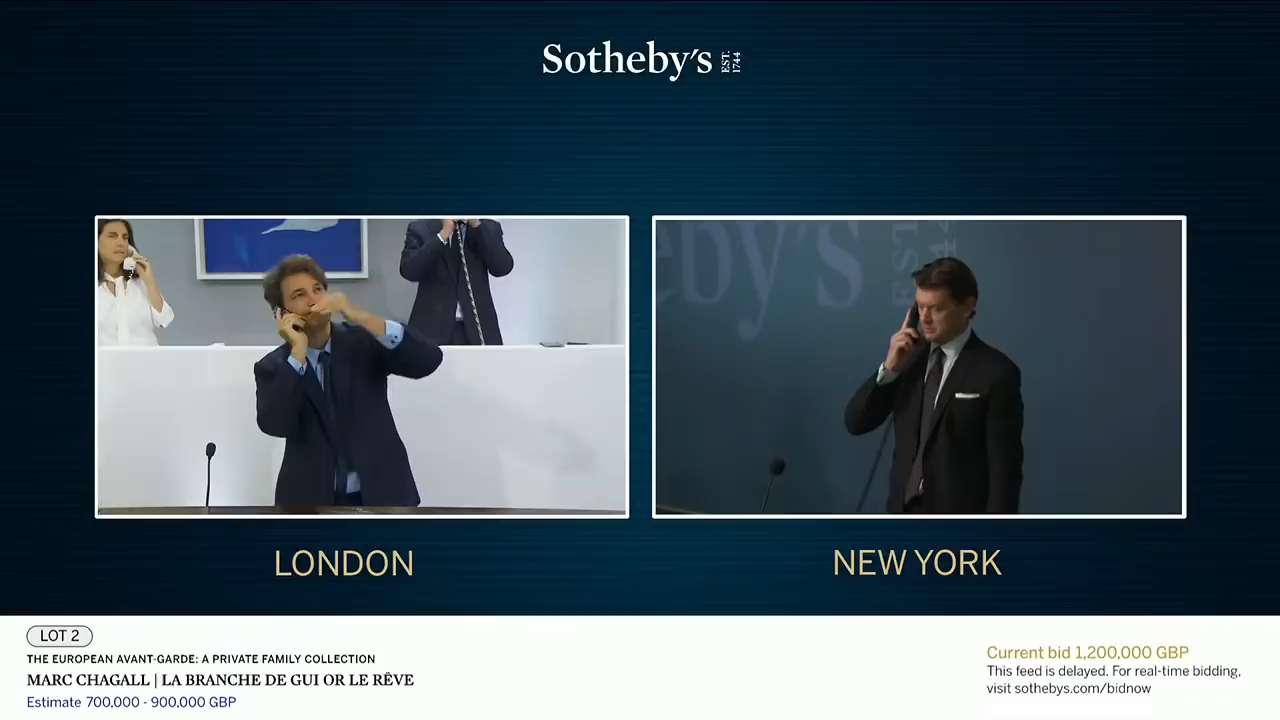 Sotheby's EST. 1744
eby's EST
LONDON
NEW YORK
LOT 2
THE EUROPEAN AVANT-GARDE: A PRIVATE FAMILY COLLECTION
MARC CHAGALL | LA BRANCHE DE GUI OR LE RÊVE
Estimate 700,000 - 900,000 GBP
Current bid 1,200,000 GBP
This feed is delayed. For real-time bidding,
visit sothebys.com/bidnow